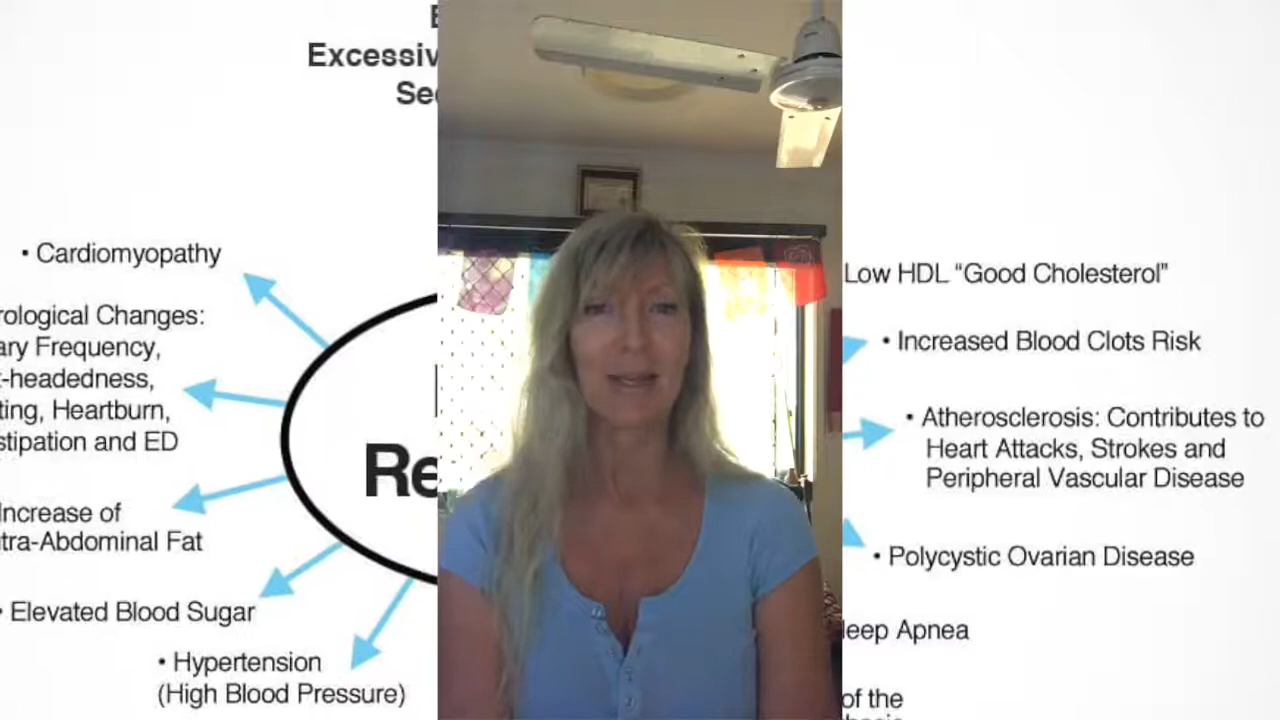 Excessiv
Sec
• Cardiomyopathy
rological Changes:
ary Frequency,
t-headedness,
ting, Heartburn,
stipation and ED
Increase of
tra-Abdominal Fat
• Elevated Blood Sugar
• Hypertension
(High Blood Pressure)
Re
Low HDL “Good Cholesterol”
• Increased Blood Clots Risk
• Atherosclerosis: Contributes to
Heart Attacks, Strokes and
Peripheral Vascular Disease
• Polycystic Ovarian Disease
leep Apnea
of the